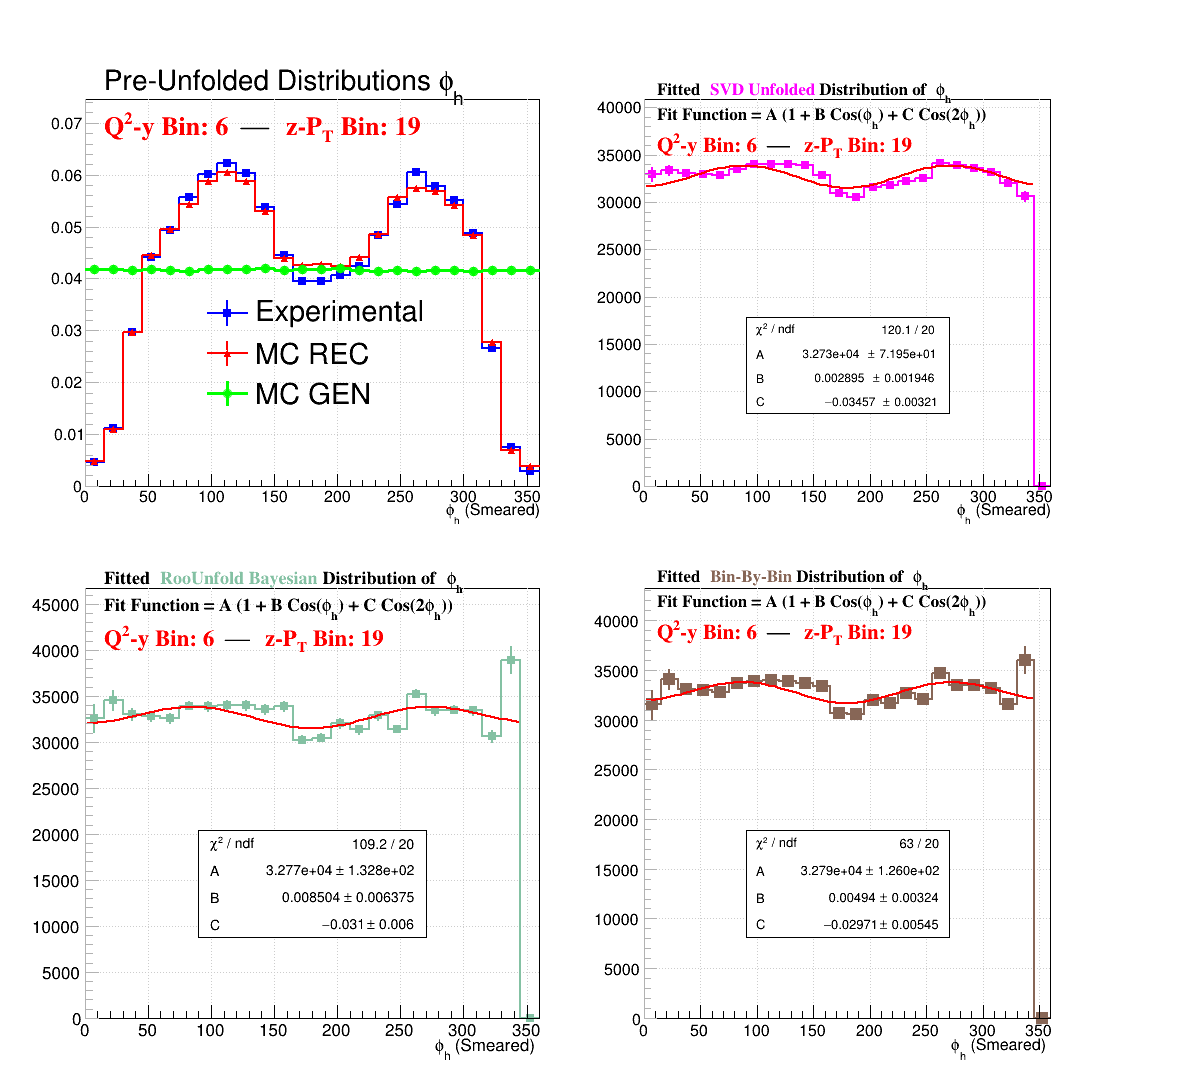 Pre-Unfolded Distributions ϕh
Q²-y Bin: 6 — z-PT Bin: 19
0.07
0.06
0.05
0.04
0.03
0.02
0.01
0
Experimental
MC REC
MC GEN
0 50 100 150 200 250 300 350
ϕh (Smeared)
Fitted SVD Unfolded Distribution of ϕh
Fit Function = A (1 + B Cos(ϕh) + C Cos(2ϕh))
Q²-y Bin: 6 — z-PT Bin: 19
40000
35000
30000
25000
20000
15000
10000
5000
0
χ² / ndf 120.1 / 20
A 3.273e+04 ± 7.195e+01
B 0.002895 ± 0.001946
C −0.03457 ± 0.00321
0 50 100 150 200 250 300 350
ϕh (Smeared)
Fitted RooUnfold Bayesian Distribution of ϕh
Fit Function = A (1 + B Cos(ϕh) + C Cos(2ϕh))
Q²-y Bin: 6 — z-PT Bin: 19
45000
40000
35000
30000
25000
20000
15000
10000
5000
0
χ² / ndf 109.2 / 20
A 3.277e+04 ± 1.328e+02
B 0.008504 ± 0.006375
C −0.031 ± 0.006
0 50 100 150 200 250 300 350
ϕh (Smeared)
Fitted Bin-By-Bin Distribution of ϕh
Fit Function = A (1 + B Cos(ϕh) + C Cos(2ϕh))
Q²-y Bin: 6 — z-PT Bin: 19
40000
35000
30000
25000
20000
15000
10000
5000
0
χ² / ndf 63 / 20
A 3.279e+04 ± 1.260e+02
B 0.00494 ± 0.00324
C −0.02971 ± 0.00545
0 50 100 150 200 250 300 350
ϕh (Smeared)